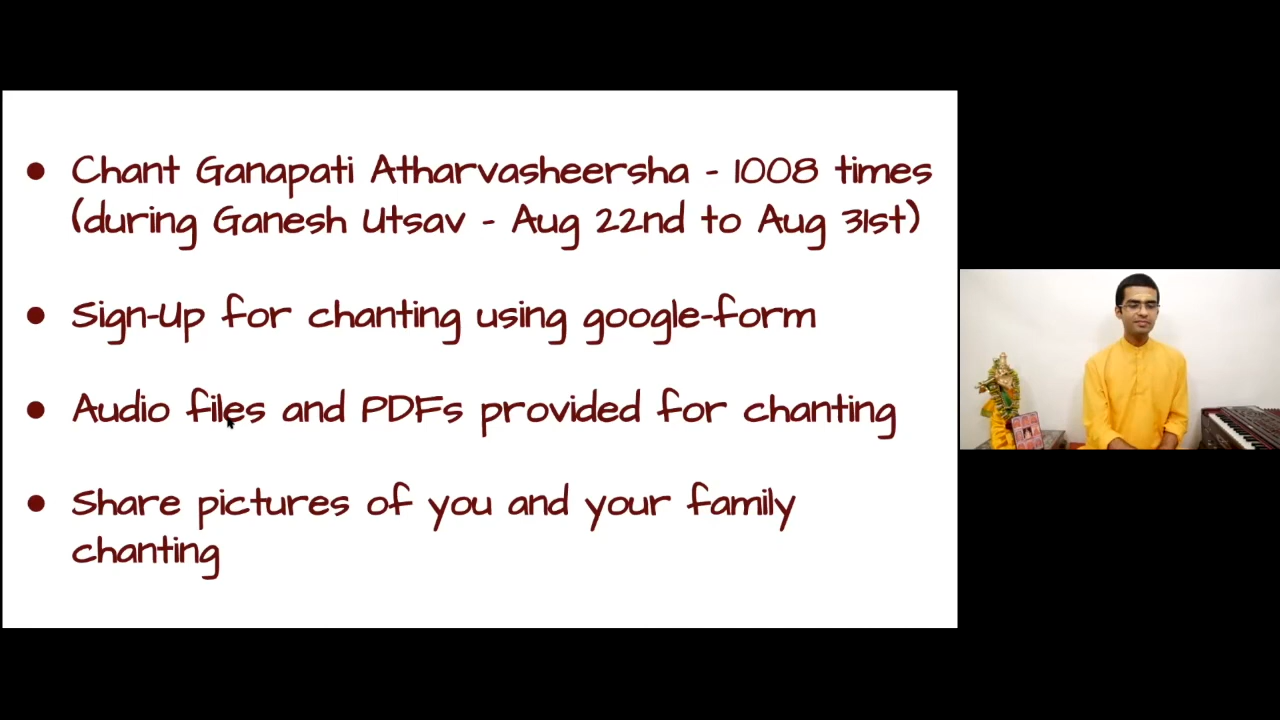 Chant Ganapati Atharvasheersha - 1008 times
(during Ganesh Utsav - Aug 22nd to Aug 31st)
Sign-Up for chanting using google-form
Audio files and PDFs provided for chanting
Share pictures of you and your family
chanting